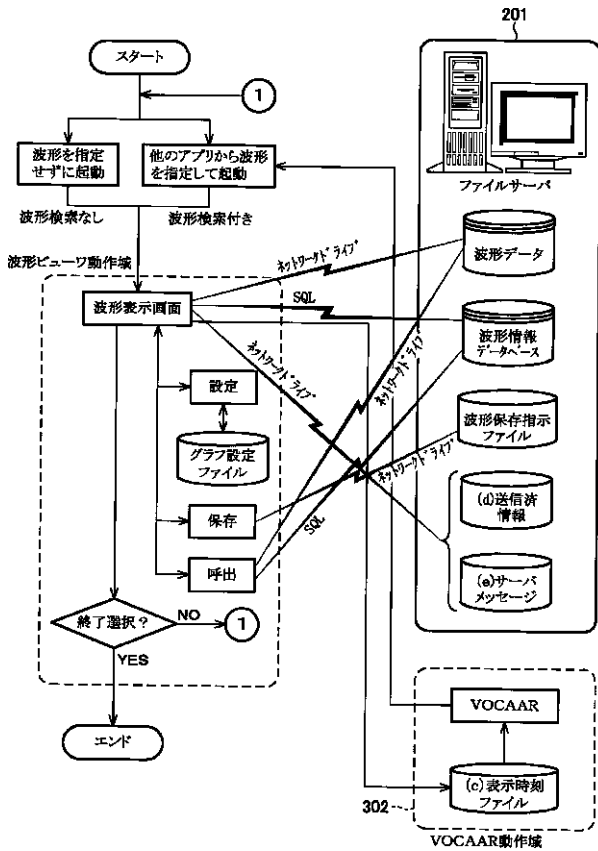 201
スタート
1
波形を指定
せずに起動
他のアプリから波形
を指定して起動
ファイルサーバ
波形検索なし
波形検索付き
波形ビューワ動作域
ネットワークドライブ
波形データ
波形表示画面
SQL
波形情報
データベース
ネットワークドライブ
ネットワークドライブ
設定
グラフ設定
ファイル
波形保存指示
ファイル
ネットワークドライブ
保存
SQL
(d)送信済
情報
呼出
(e)サーバ
メッセージ
終了選択?
NO
1
YES
VOCAAR
エンド
(c)表示時刻
ファイル
302
VOCAAR動作域